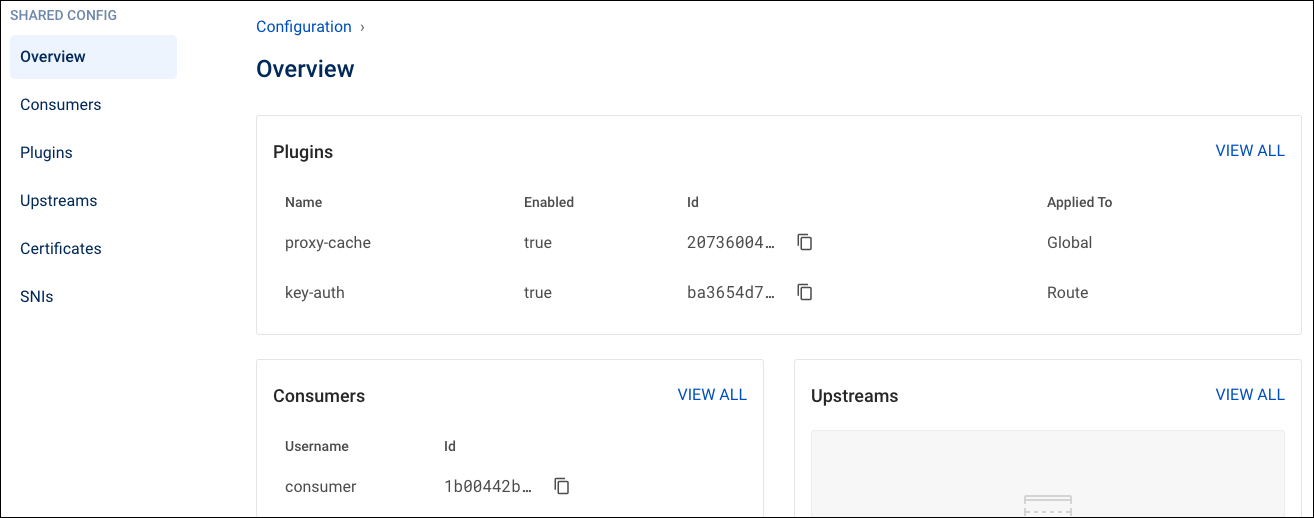 SHARED CONFIG
Overview
Consumers
Plugins
Upstreams
Certificates
SNIs
Configuration ›
Overview
Plugins VIEW ALL
Name Enabled Id Applied To
proxy-cache true 20736004… Global
key-auth true ba3654d7… Route
Consumers VIEW ALL
Username Id
consumer 1b00442b…
Upstreams VIEW ALL